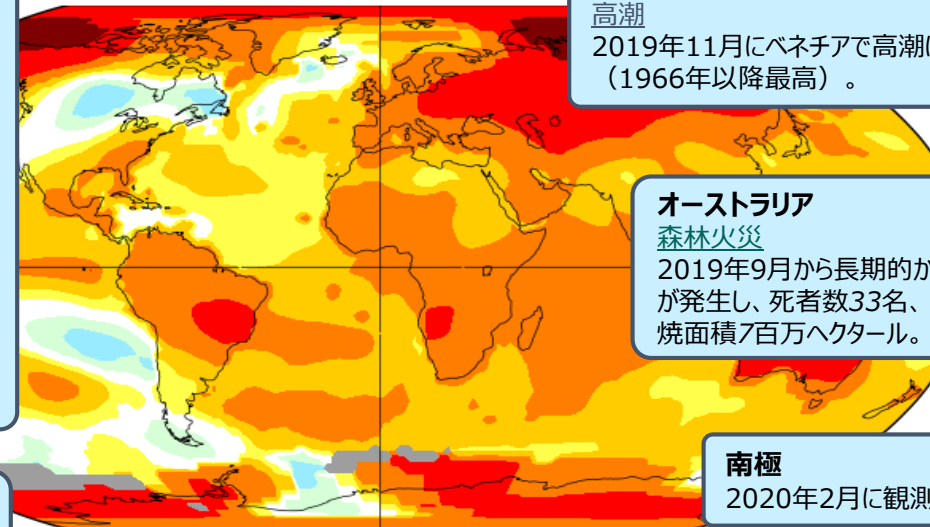 高潮
2019年11月にベネチアで高潮
（1966年以降最高）。
オーストラリア
森林火災
2019年9月から長期的か
が発生し、死者数33名、
焼面積7百万ヘクタール。
南極
2020年2月に観測